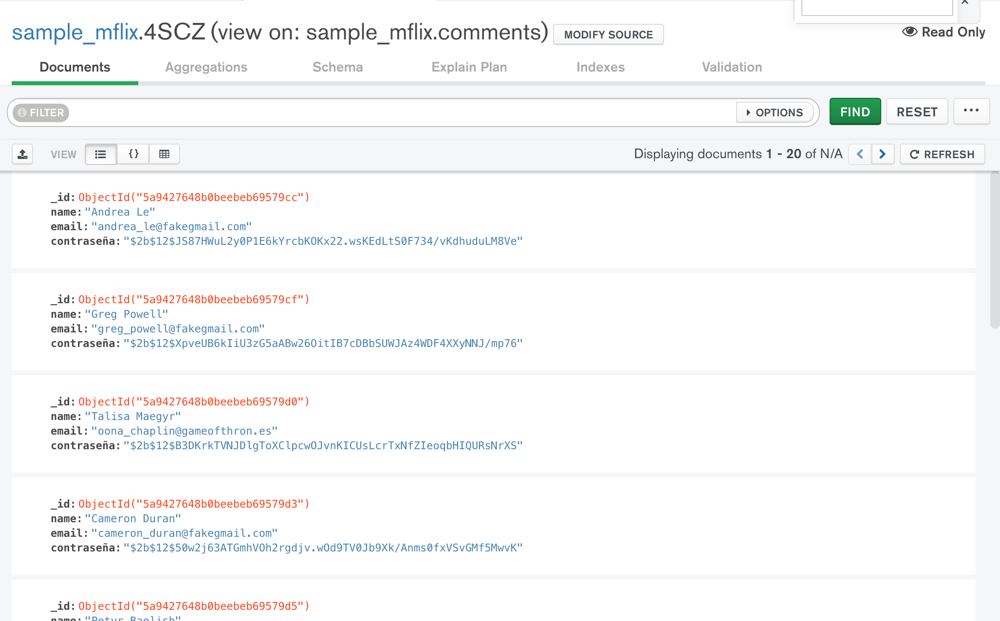 sample_mflix.4SCZ (view on: sample_mflix.comments) MODIFY SOURCE
Read Only
Documents Aggregations Schema Explain Plan Indexes Validation
FILTER OPTIONS FIND RESET ...
VIEW {} Displaying documents 1 - 20 of N/A REFRESH
_id: ObjectId("5a9427648b0beebeb69579cc")
name: "Andrea Le"
email: "andrea_le@fakegmail.com"
contraseña: "$2b$12$JS87HWuL2y0P1E6kYrcbKOKx22.wsKEdLtS0F734/vKdhuduLM8Ve"
_id: ObjectId("5a9427648b0beebeb69579cf")
name: "Greg Powell"
email: "greg_powell@fakegmail.com"
contraseña: "$2b$12$XpveUB6kIiU3zG5aABw26OitIB7cDBbSUWJAz4WDF4XXyNNJ/mp76"
_id: ObjectId("5a9427648b0beebeb69579d0")
name: "Talisa Maegyr"
email: "oona_chaplin@gameofthron.es"
contraseña: "$2b$12$B3DKrkTVNJDlgToXClpcwOJvnKICUsLcrTxNfZIeoqbHIQURsNrXS"
_id: ObjectId("5a9427648b0beebeb69579d3")
name: "Cameron Duran"
email: "cameron_duran@fakegmail.com"
contraseña: "$2b$12$50w2j63ATGmhVOh2rgdjv.wOd9TV0Jb9Xk/Anms0fxVSvGMf5MwvK"
_id: ObjectId("5a9427648b0beebeb69579d5")
name: "Petyr Baelish"